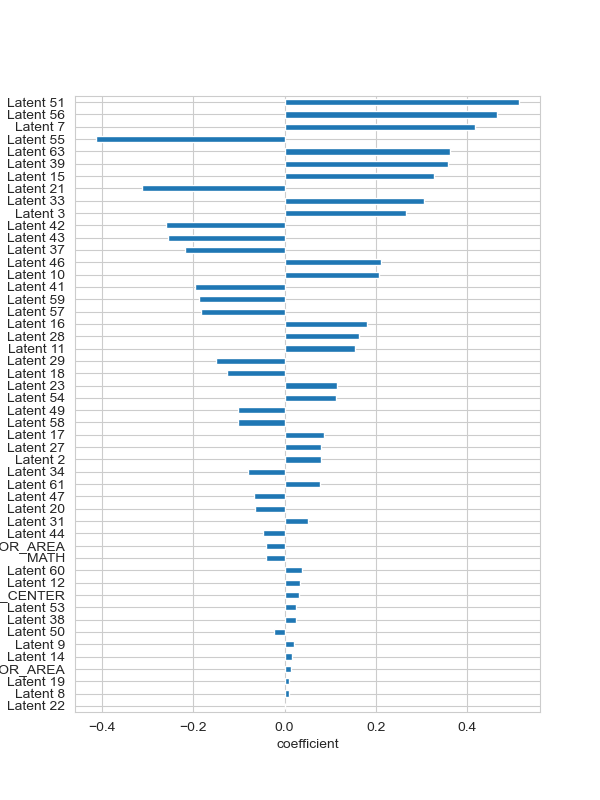 Latent 51
Latent 56
Latent 7
Latent 55
Latent 63
Latent 39
Latent 15
Latent 21
Latent 33
Latent 3
Latent 42
Latent 43
Latent 37
Latent 46
Latent 10
Latent 41
Latent 59
Latent 57
Latent 16
Latent 28
Latent 11
Latent 29
Latent 18
Latent 23
Latent 54
Latent 49
Latent 58
Latent 17
Latent 27
Latent 2
Latent 34
Latent 61
Latent 47
Latent 20
Latent 31
Latent 44
OR_AREA
_MATH
Latent 60
Latent 12
_CENTER
Latent 53
Latent 38
Latent 50
Latent 9
Latent 14
OR_AREA
Latent 19
Latent 8
Latent 22
−0.4 −0.2 0.0 0.2 0.4
coefficient